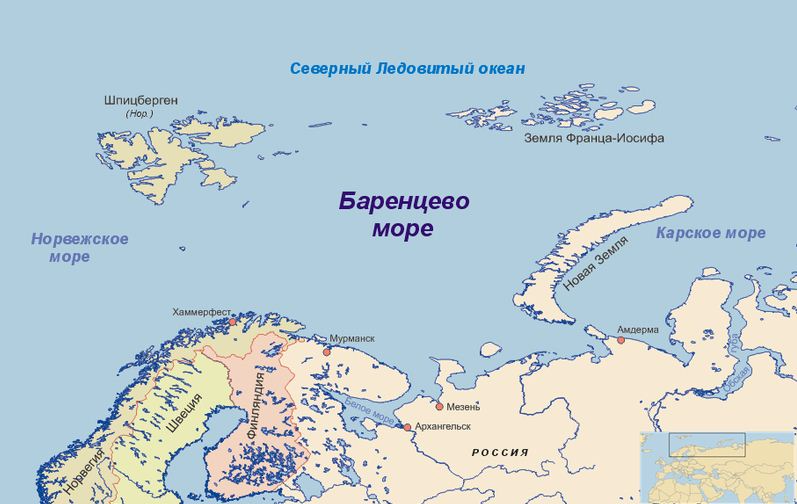 Северный Ледовитый океан
Шпицберген
(Нор.)
Земля Франца-Иосифа
Баренцево
море
Норвежское
море
Карское море
Новая Земля
Хаммерфест
Мурманск
Амдерма
Обская
губа
Финляндия
Швеция
Норвегия
Белое море
Мезень
Архангельск
РОССИЯ